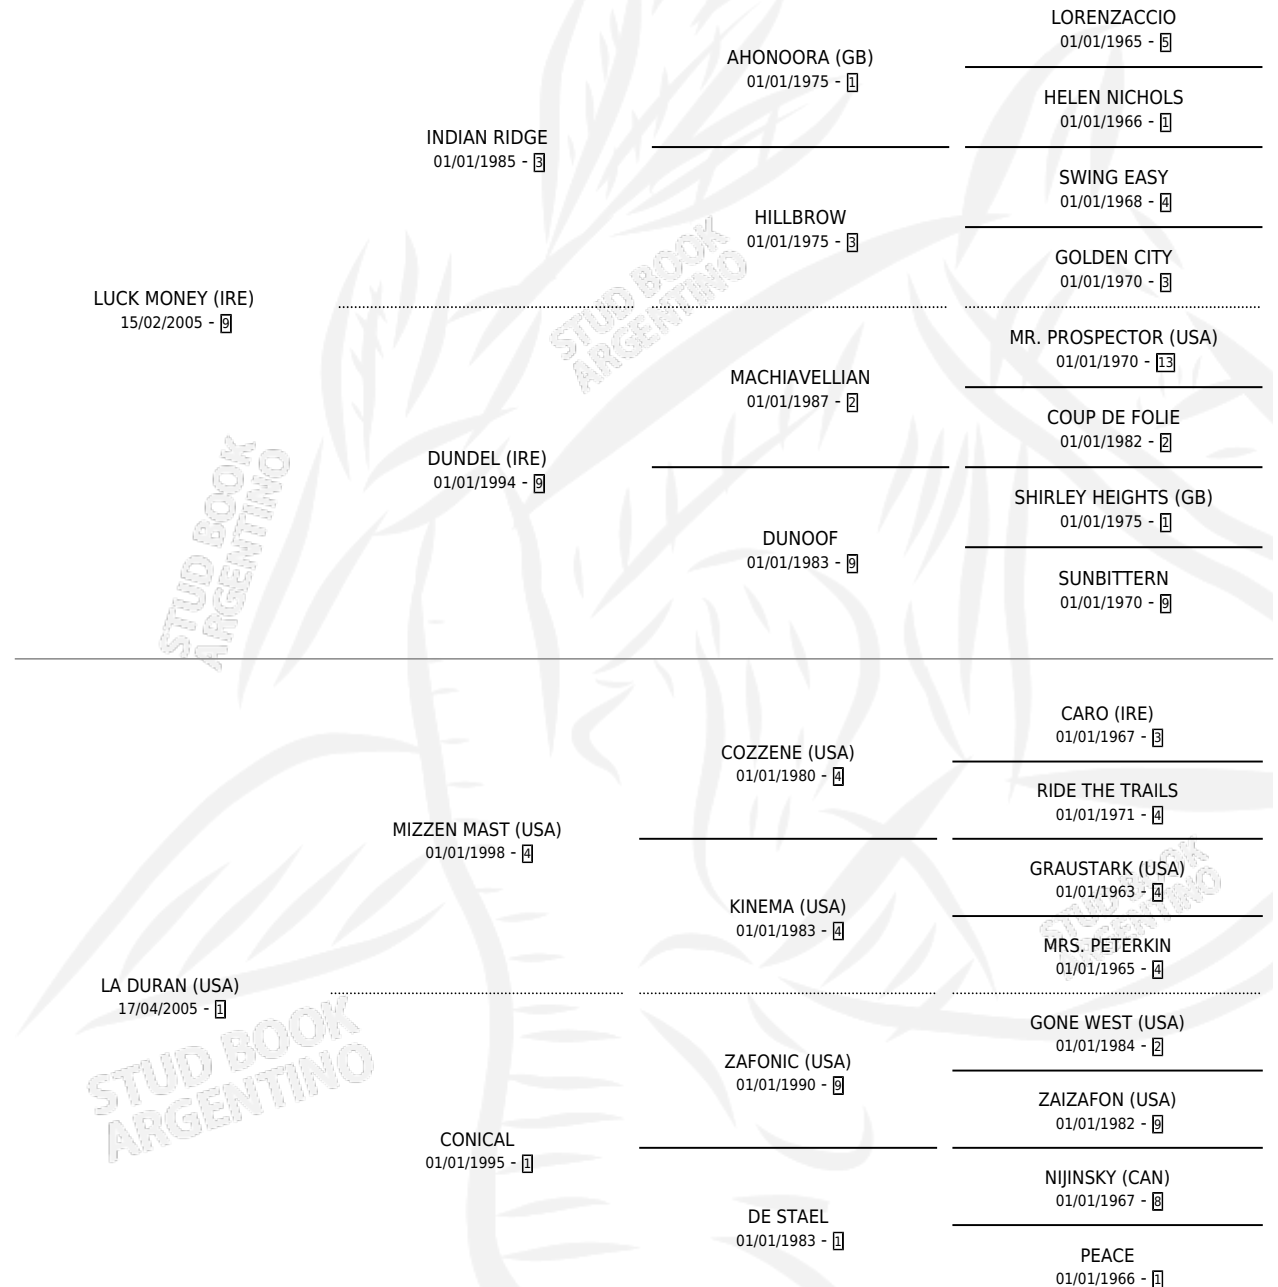 LORENZACCIO
01/01/1965 - 5
AHONOORA (GB)
01/01/1975 - 1
HELEN NICHOLS
01/01/1966 - 1
INDIAN RIDGE
01/01/1985 - 3
SWING EASY
01/01/1968 - 4
HILLBROW
01/01/1975 - 3
GOLDEN CITY
01/01/1970 - 3
LUCK MONEY (IRE)
15/02/2005 - 9
STUD BOOK
ARGENTINO
MR. PROSPECTOR (USA)
01/01/1970 - 13
MACHIAVELLIAN
01/01/1987 - 2
COUP DE FOLIE
01/01/1982 - 2
DUNDEL (IRE)
01/01/1994 - 9
SHIRLEY HEIGHTS (GB)
01/01/1975 - 1
DUNOOF
01/01/1983 - 9
SUNBITTERN
01/01/1970 - 9
STUD BOOK
ARGENTINO
CARO (IRE)
01/01/1967 - 3
COZZENE (USA)
01/01/1980 - 4
RIDE THE TRAILS
01/01/1971 - 4
MIZZEN MAST (USA)
01/01/1998 - 4
GRAUSTARK (USA)
01/01/1963 - 4
KINEMA (USA)
01/01/1983 - 4
STUD BOOK
ARGENTINO
MRS. PETERKIN
01/01/1965 - 4
LA DURAN (USA)
17/04/2005 - 1
STUD BOOK
ARGENTINO
GONE WEST (USA)
01/01/1984 - 2
ZAFONIC (USA)
01/01/1990 - 9
ZAIZAFON (USA)
01/01/1982 - 9
CONICAL
01/01/1995 - 1
NIJINSKY (CAN)
01/01/1967 - 8
DE STAEL
01/01/1983 - 1
PEACE
01/01/1966 - 1